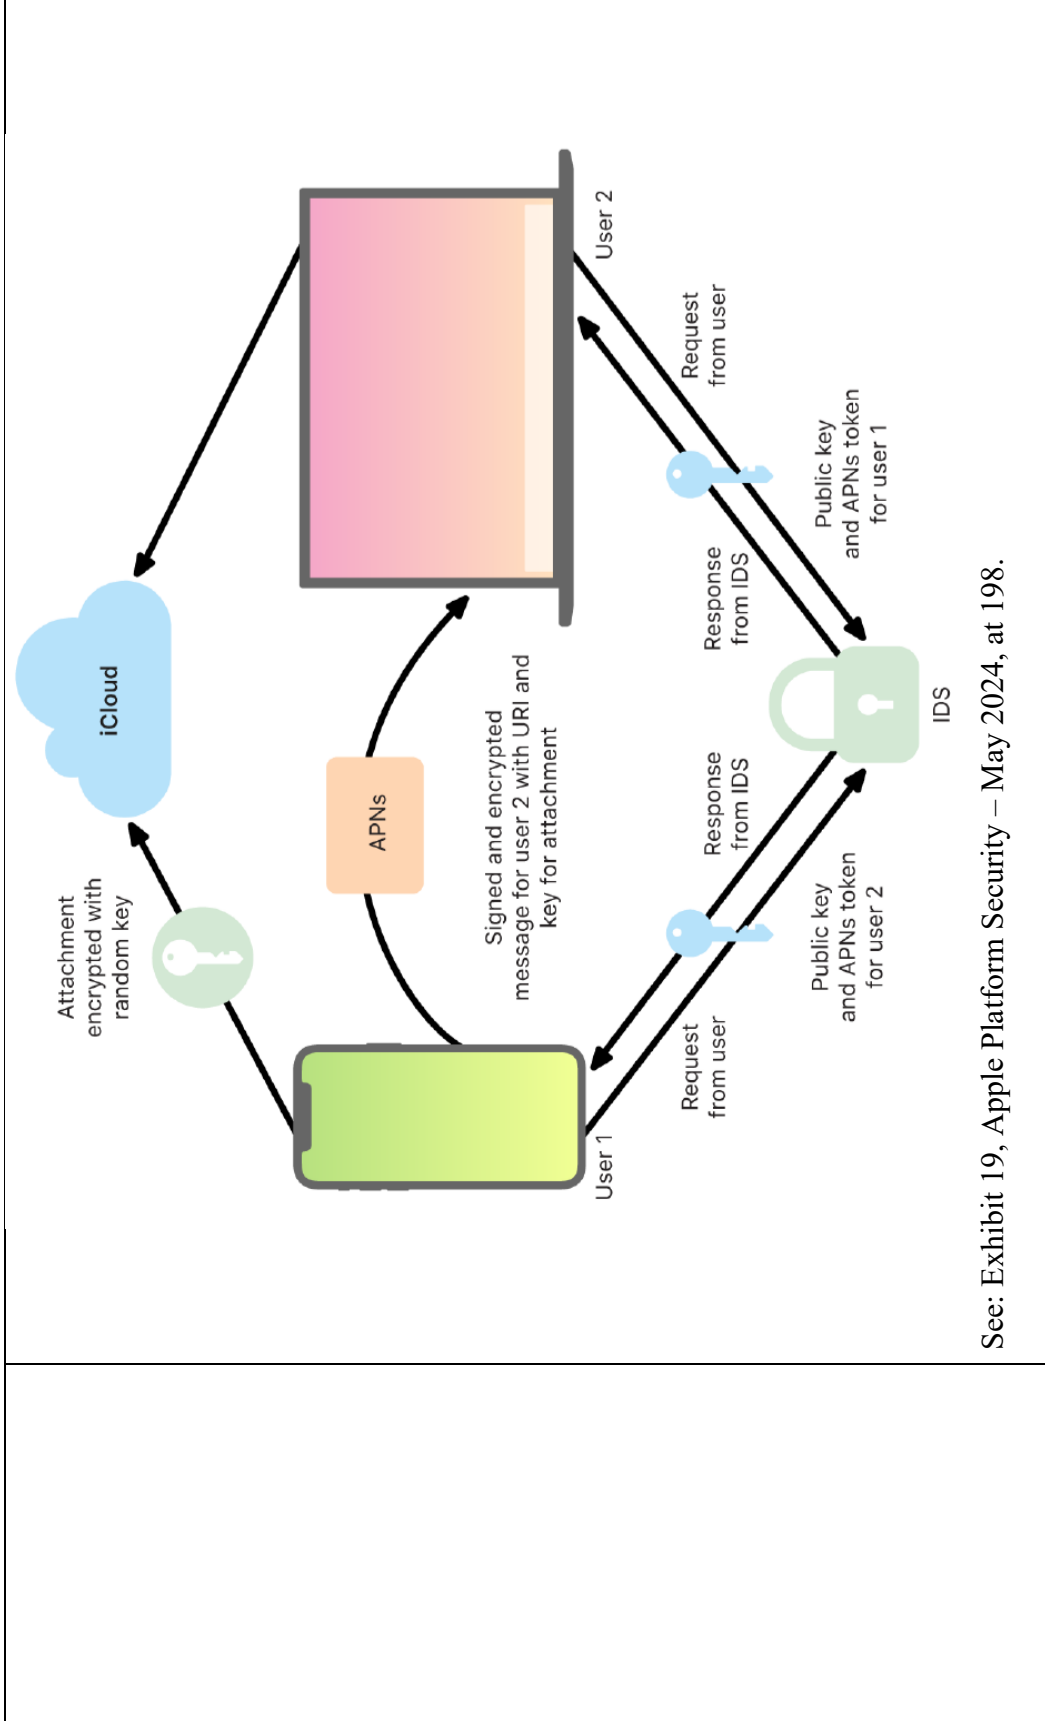 iCloud
Attachment
encrypted with
random key
APNs
Signed and encrypted
message for user 2 with URI and
key for attachment
User 1
User 2
Request
from user
Response
from IDS
Response
from IDS
Request
from user
Public key
and APNs token
for user 2
Public key
and APNs token
for user 1
IDS
See: Exhibit 19, Apple Platform Security – May 2024, at 198.